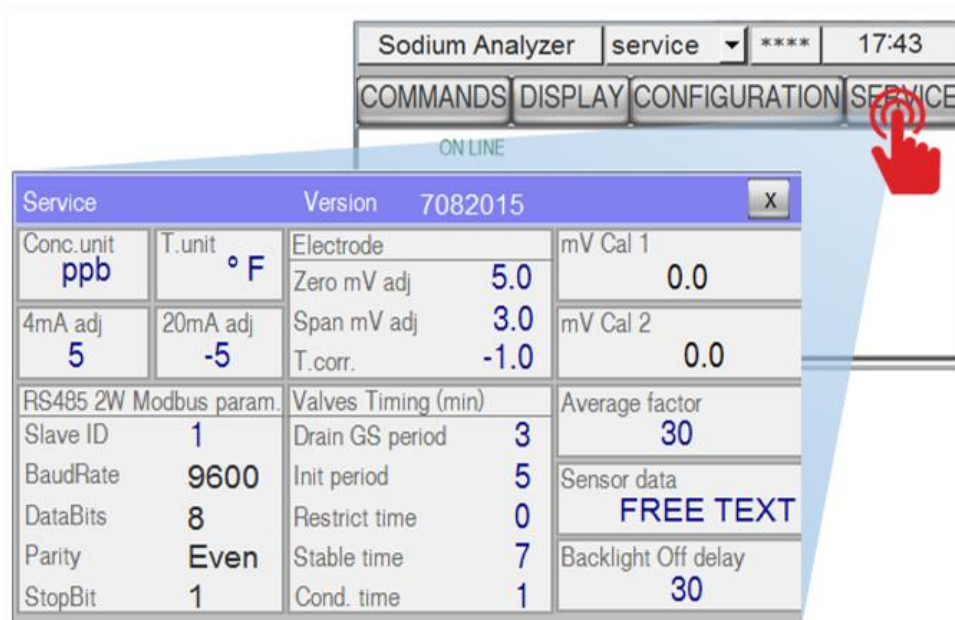 Sodium Analyzer service **** 17:43
COMMANDS DISPLAY CONFIGURATION SERVICE
ON LINE
Service Version 7082015 X
Conc.unit
ppb
T.unit
° F
4mA adj
5
20mA adj
-5
RS485 2W Modbus param.
Slave ID 1
BaudRate 9600
DataBits 8
Parity Even
StopBit 1
Electrode
Zero mV adj 5.0
Span mV adj 3.0
T.corr. -1.0
Valves Timing (min)
Drain GS period 3
Init period 5
Restrict time 0
Stable time 7
Cond. time 1
mV Cal 1
0.0
mV Cal 2
0.0
Average factor
30
Sensor data
FREE TEXT
Backlight Off delay
30